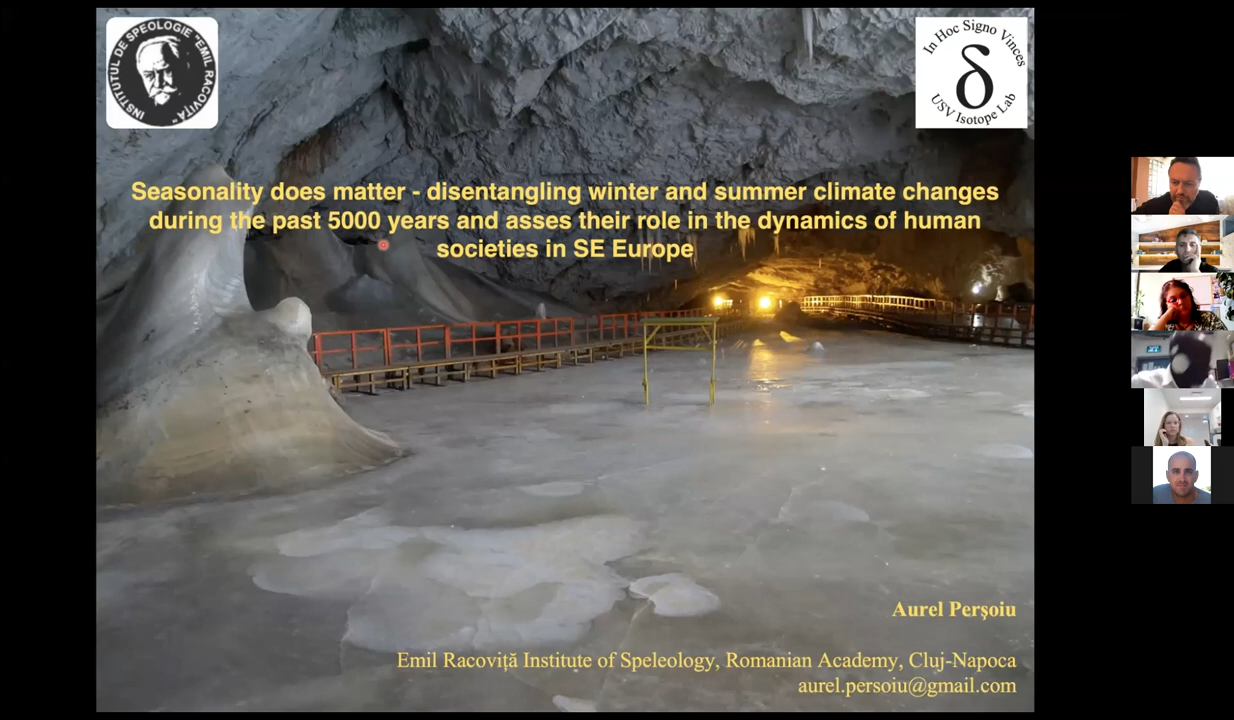 INSTITUTUL DE SPEOLOGIE "EMIL RACOVIŢA"
In Hoc Signo Vinces
δ
USV Isotope Lab
Seasonality does matter - disentangling winter and summer climate changes
during the past 5000 years and asses their role in the dynamics of human
societies in SE Europe
Aurel Perşoiu
Emil Racoviță Institute of Speleology, Romanian Academy, Cluj-Napoca
aurel.persoiu@gmail.com